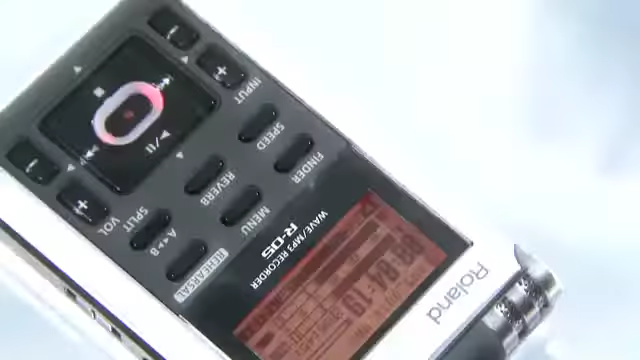 Roland
WAVE/MP3 RECORDER
R-05
REHEARSAL
A◄►B
SPLIT
MENU
REVERB
FINDER
SPEED
VOL
INPUT